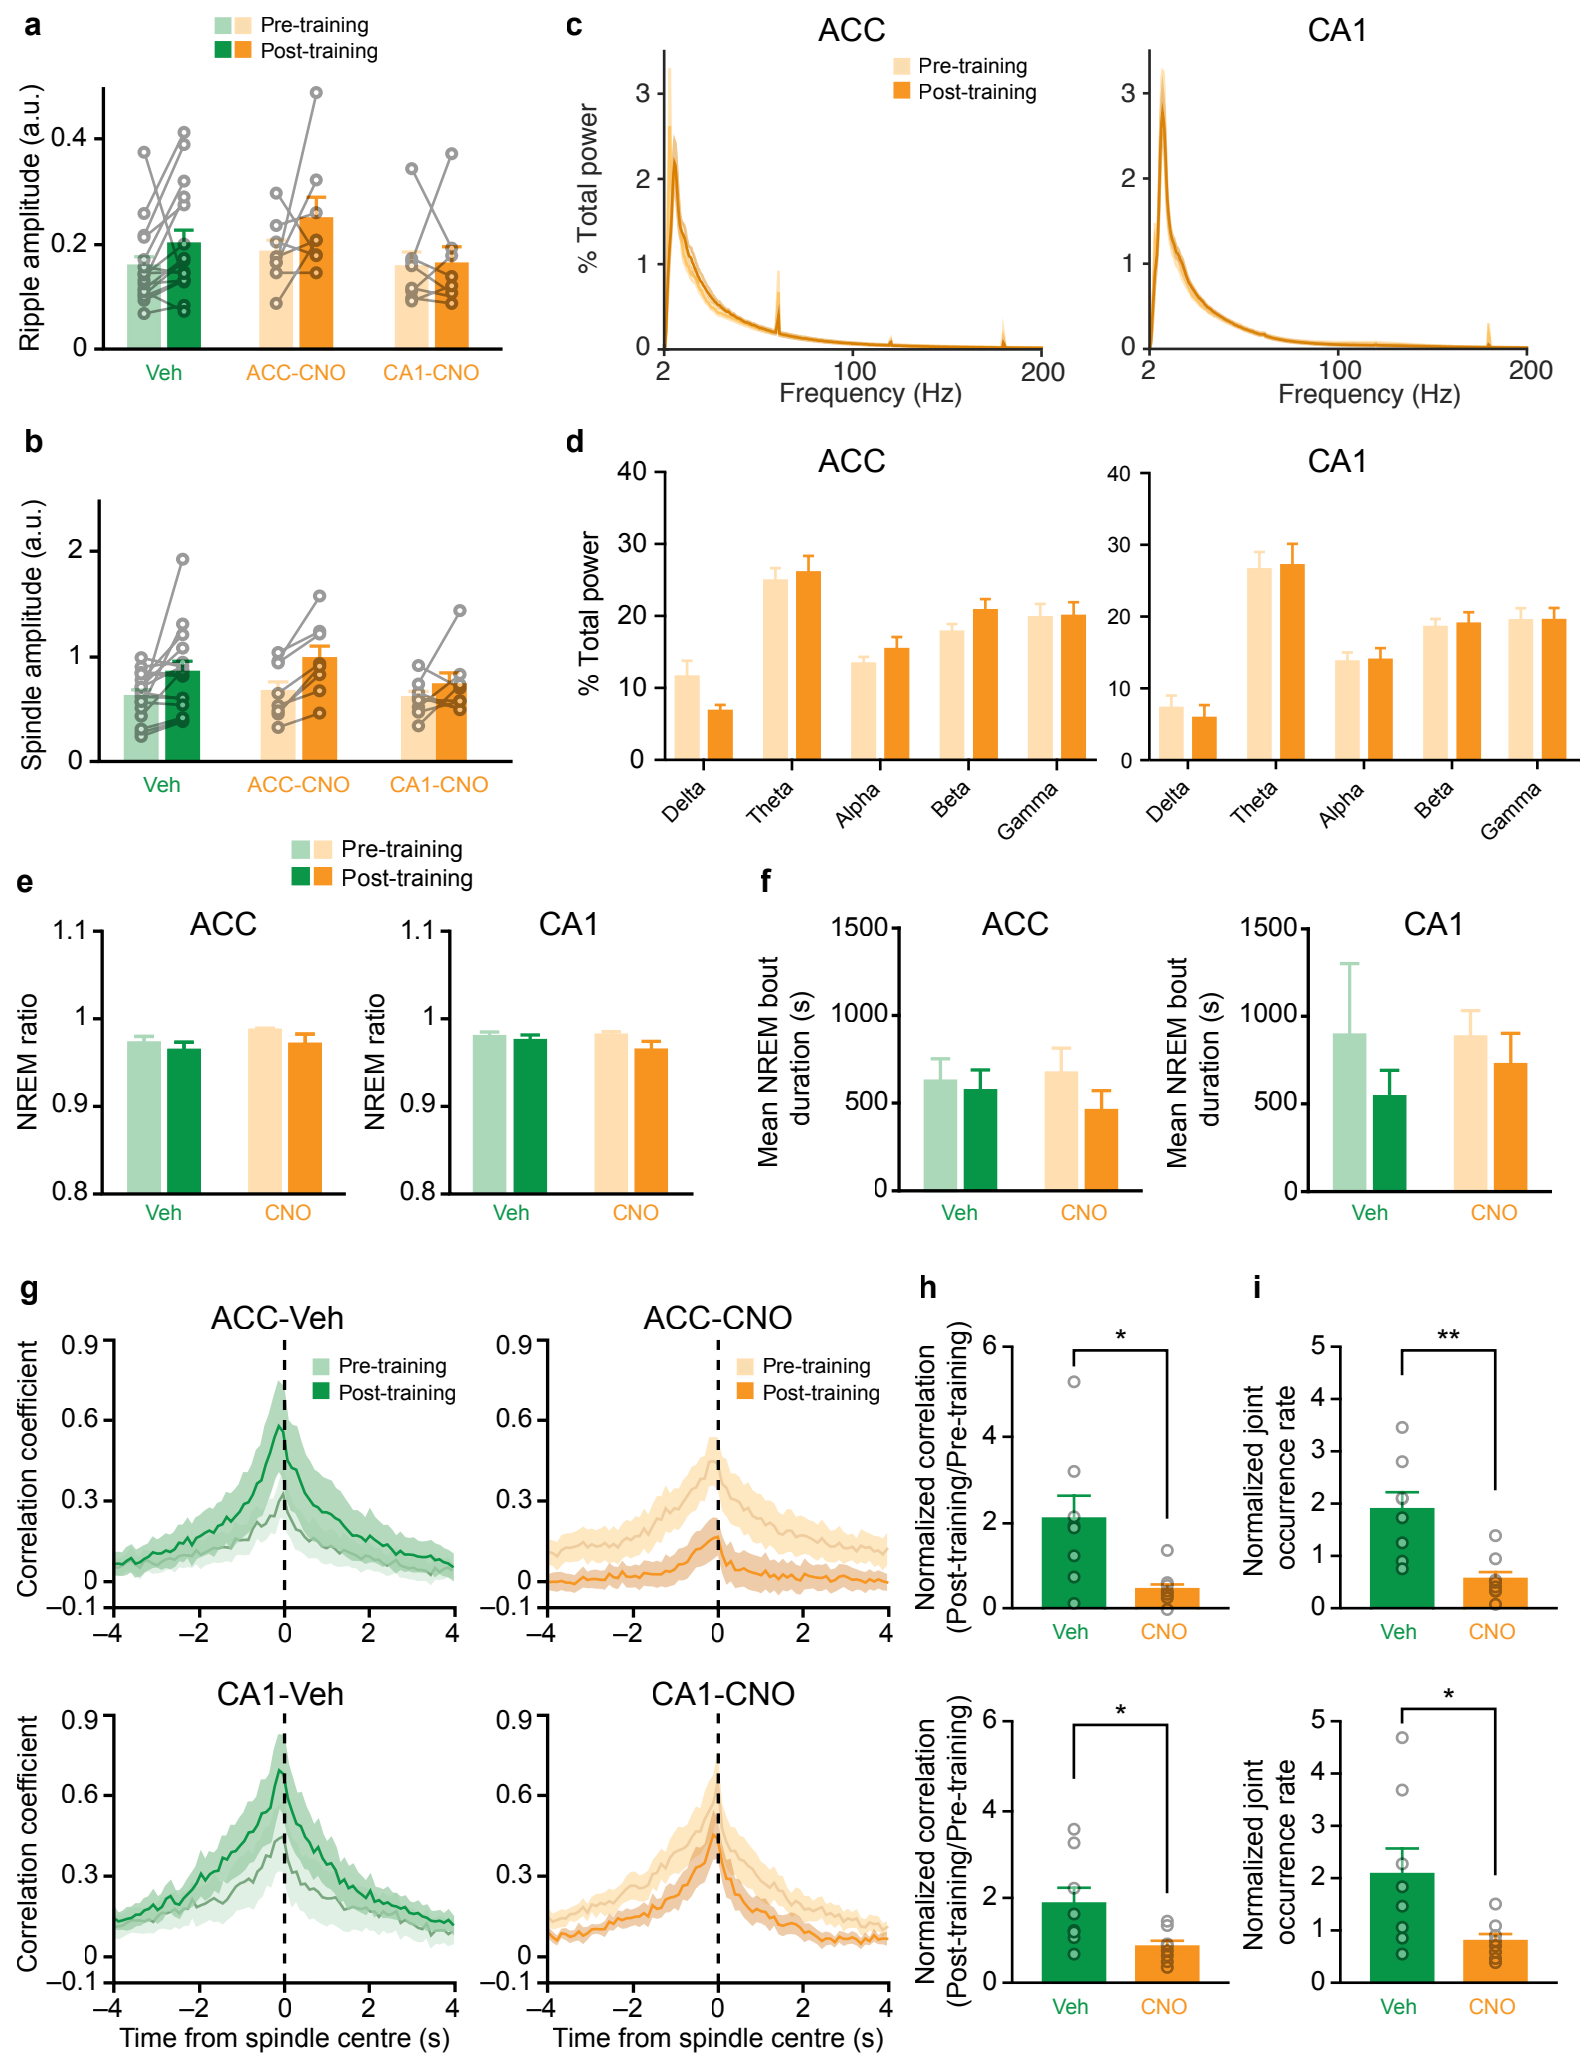 a
Pre-training
Post-training
Ripple amplitude (a.u.)
0.4
0.2
0
Veh
ACC-CNO
CA1-CNO
b
Spindle amplitude (a.u.)
2
1
0
Veh
ACC-CNO
CA1-CNO
c
ACC
Pre-training
Post-training
% Total power
3
2
1
0
2
100
200
Frequency (Hz)
CA1
3
2
1
0
2
100
200
Frequency (Hz)
d
ACC
% Total power
40
30
20
10
0
Delta
Theta
Alpha
Beta
Gamma
CA1
40
30
20
10
0
Delta
Theta
Alpha
Beta
Gamma
Pre-training
Post-training
e
ACC
NREM ratio
1.1
1
0.9
0.8
Veh
CNO
CA1
NREM ratio
1.1
1
0.9
0.8
Veh
CNO
f
ACC
Mean NREM bout
duration (s)
1500
1000
500
0
Veh
CNO
CA1
Mean NREM bout
duration (s)
1500
1000
500
0
Veh
CNO
g
ACC-Veh
Pre-training
Post-training
Correlation coefficient
0.9
0.6
0.3
0
–0.1
–4
–2
0
2
4
ACC-CNO
Pre-training
Post-training
0.9
0.6
0.3
0
–0.1
–4
–2
0
2
4
CA1-Veh
Correlation coefficient
0.9
0.6
0.3
0
–0.1
–4
–2
0
2
4
Time from spindle centre (s)
CA1-CNO
0.9
0.6
0.3
0
–0.1
–4
–2
0
2
4
Time from spindle centre (s)
h
Normalized correlation
(Post-training/Pre-training)
6
4
2
0
*
Veh
CNO
Normalized correlation
(Post-training/Pre-training)
6
4
2
0
*
Veh
CNO
i
Normalized joint
occurrence rate
5
4
3
2
1
0
**
Veh
CNO
Normalized joint
occurrence rate
5
4
3
2
1
0
*
Veh
CNO